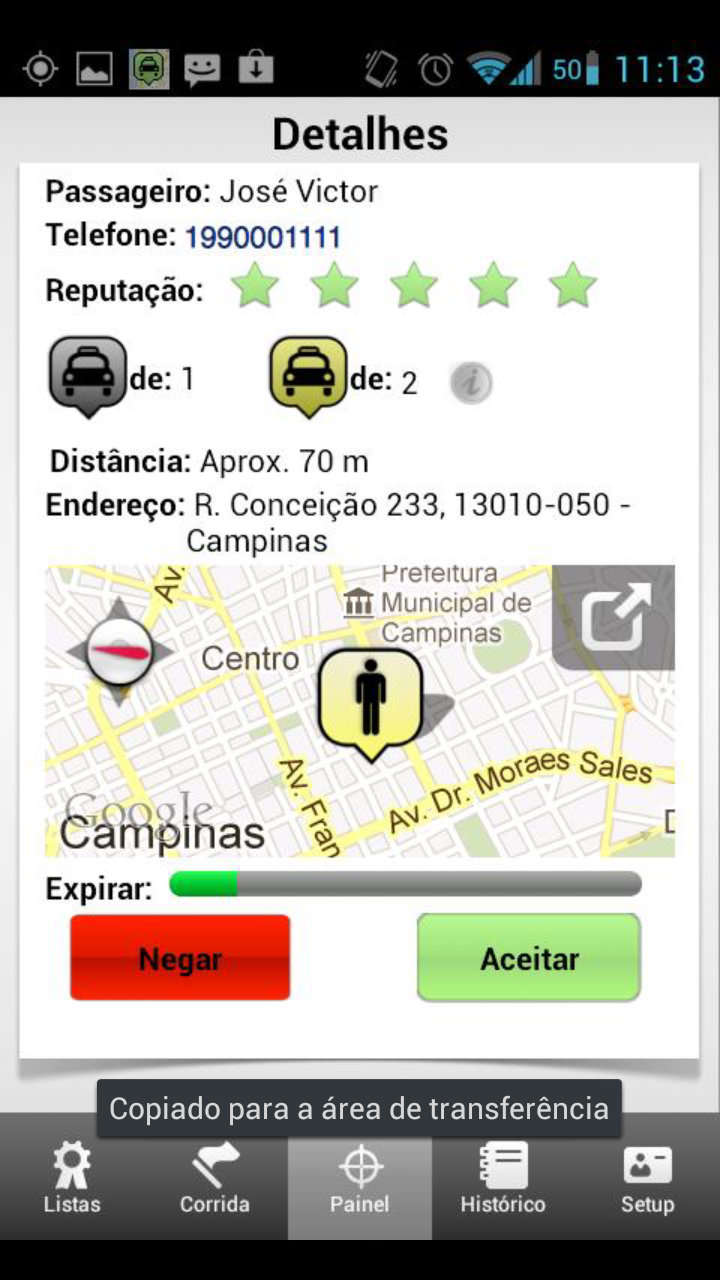 50 11:13
Detalhes
Passageiro: José Victor
Telefone: 1990001111
Reputação:
de: 1 de: 2
Distância: Aprox. 70 m
Endereço: R. Conceição 233, 13010-050 -
Campinas
Av.
Prefeitura
Municipal de
Campinas
Centro
Av. Fran
Av. Dr. Moraes Sales
Google
Campinas
Expirar:
Negar Aceitar
Copiado para a área de transferência
Listas Corrida Painel Histórico Setup